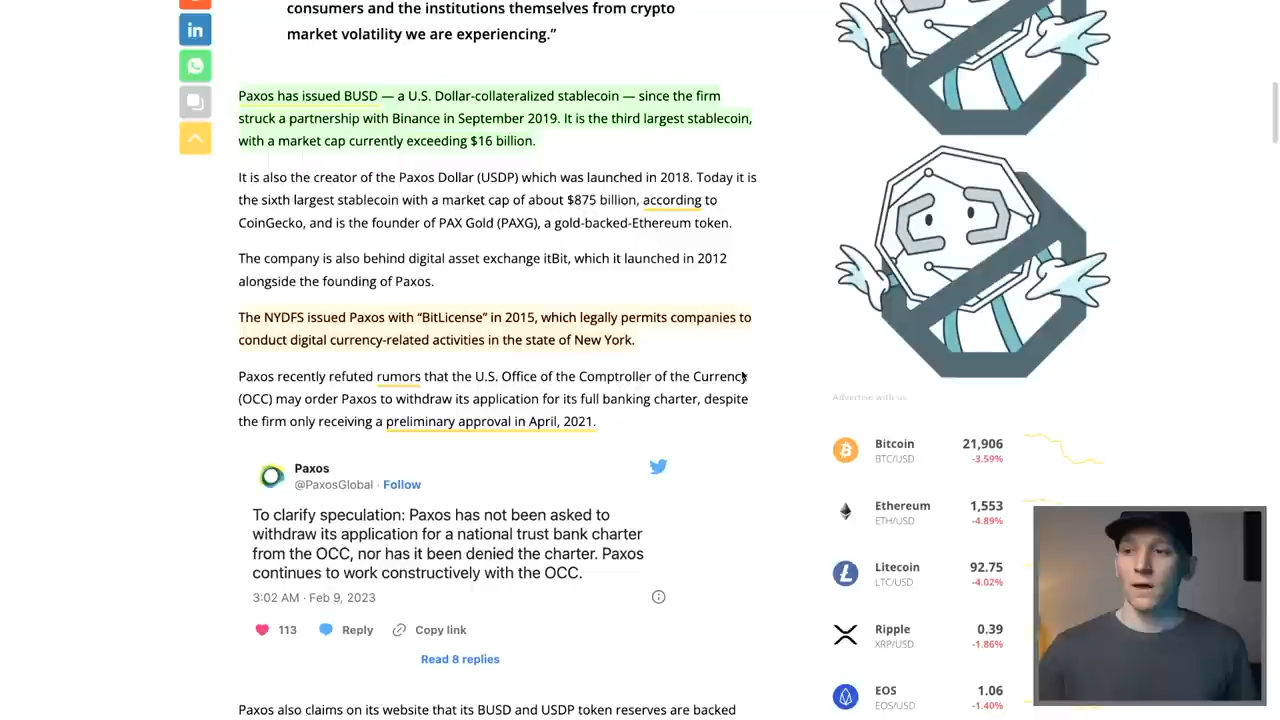 consumers and the institutions themselves from crypto
market volatility we are experiencing.”
Paxos has issued BUSD — a U.S. Dollar-collateralized stablecoin — since the firm
struck a partnership with Binance in September 2019. It is the third largest stablecoin,
with a market cap currently exceeding $16 billion.
It is also the creator of the Paxos Dollar (USDP) which was launched in 2018. Today it is
the sixth largest stablecoin with a market cap of about $875 billion, according to
CoinGecko, and is the founder of PAX Gold (PAXG), a gold-backed-Ethereum token.
The company is also behind digital asset exchange itBit, which it launched in 2012
alongside the founding of Paxos.
The NYDFS issued Paxos with “BitLicense” in 2015, which legally permits companies to
conduct digital currency-related activities in the state of New York.
Paxos recently refuted rumors that the U.S. Office of the Comptroller of the Currency
(OCC) may order Paxos to withdraw its application for its full banking charter, despite
the firm only receiving a preliminary approval in April, 2021.
Paxos
@PaxosGlobal · Follow
To clarify speculation: Paxos has not been asked to
withdraw its application for a national trust bank charter
from the OCC, nor has it been denied the charter. Paxos
continues to work constructively with the OCC.
3:02 AM · Feb 9, 2023
113 Reply Copy link
Read 8 replies
Paxos also claims on its website that its BUSD and USDP token reserves are backed
in
Advertise with us
Bitcoin 21,906
BTC/USD -3.59%
Ethereum 1,553
ETH/USD -4.89%
Litecoin 92.75
LTC/USD -4.02%
Ripple 0.39
XRP/USD -1.86%
EOS 1.06
EOS/USD -1.40%